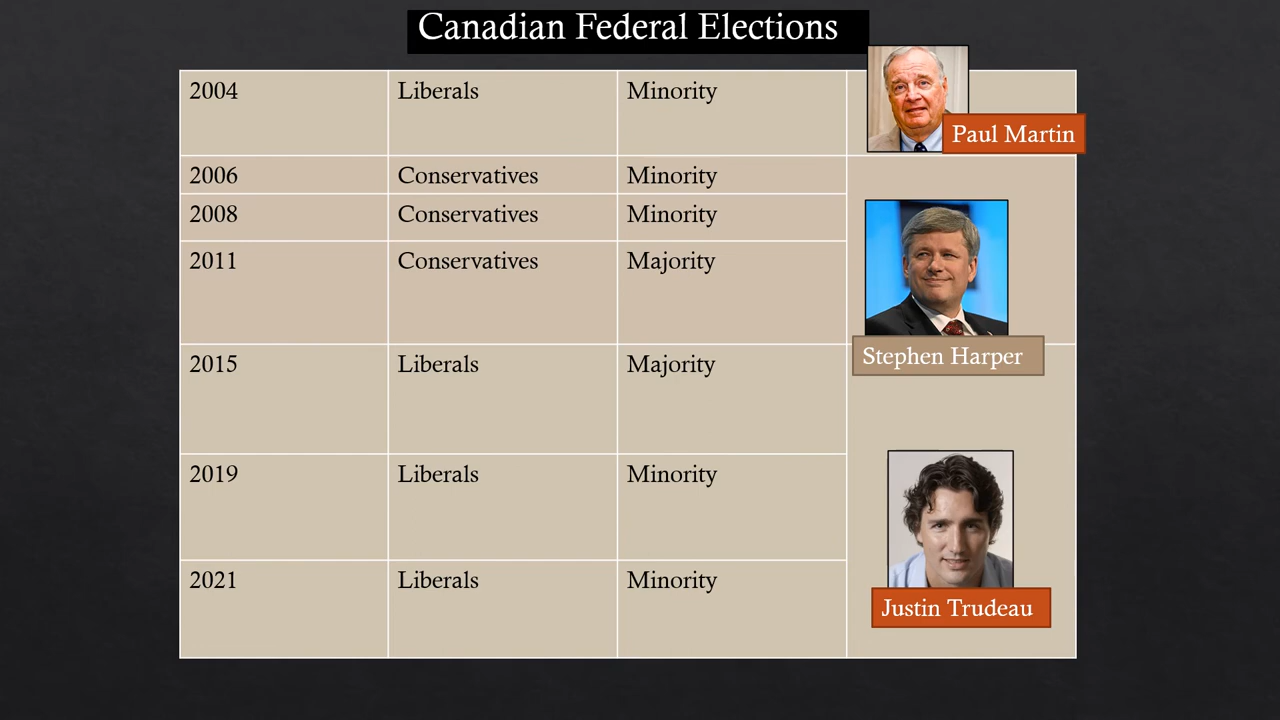 Canadian Federal Elections
2004 Liberals Minority
Paul Martin
2006 Conservatives Minority
2008 Conservatives Minority
2011 Conservatives Majority
Stephen Harper
2015 Liberals Majority
2019 Liberals Minority
2021 Liberals Minority
Justin Trudeau